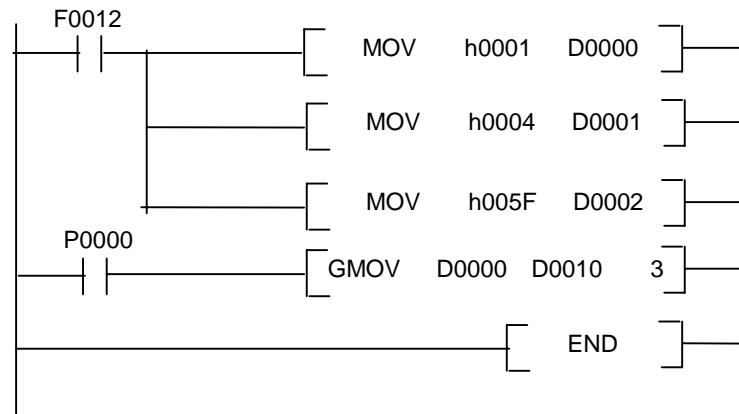 F0012
MOV h0001 D0000
MOV h0004 D0001
MOV h005F D0002
P0000
GMOV D0000 D0010 3
END